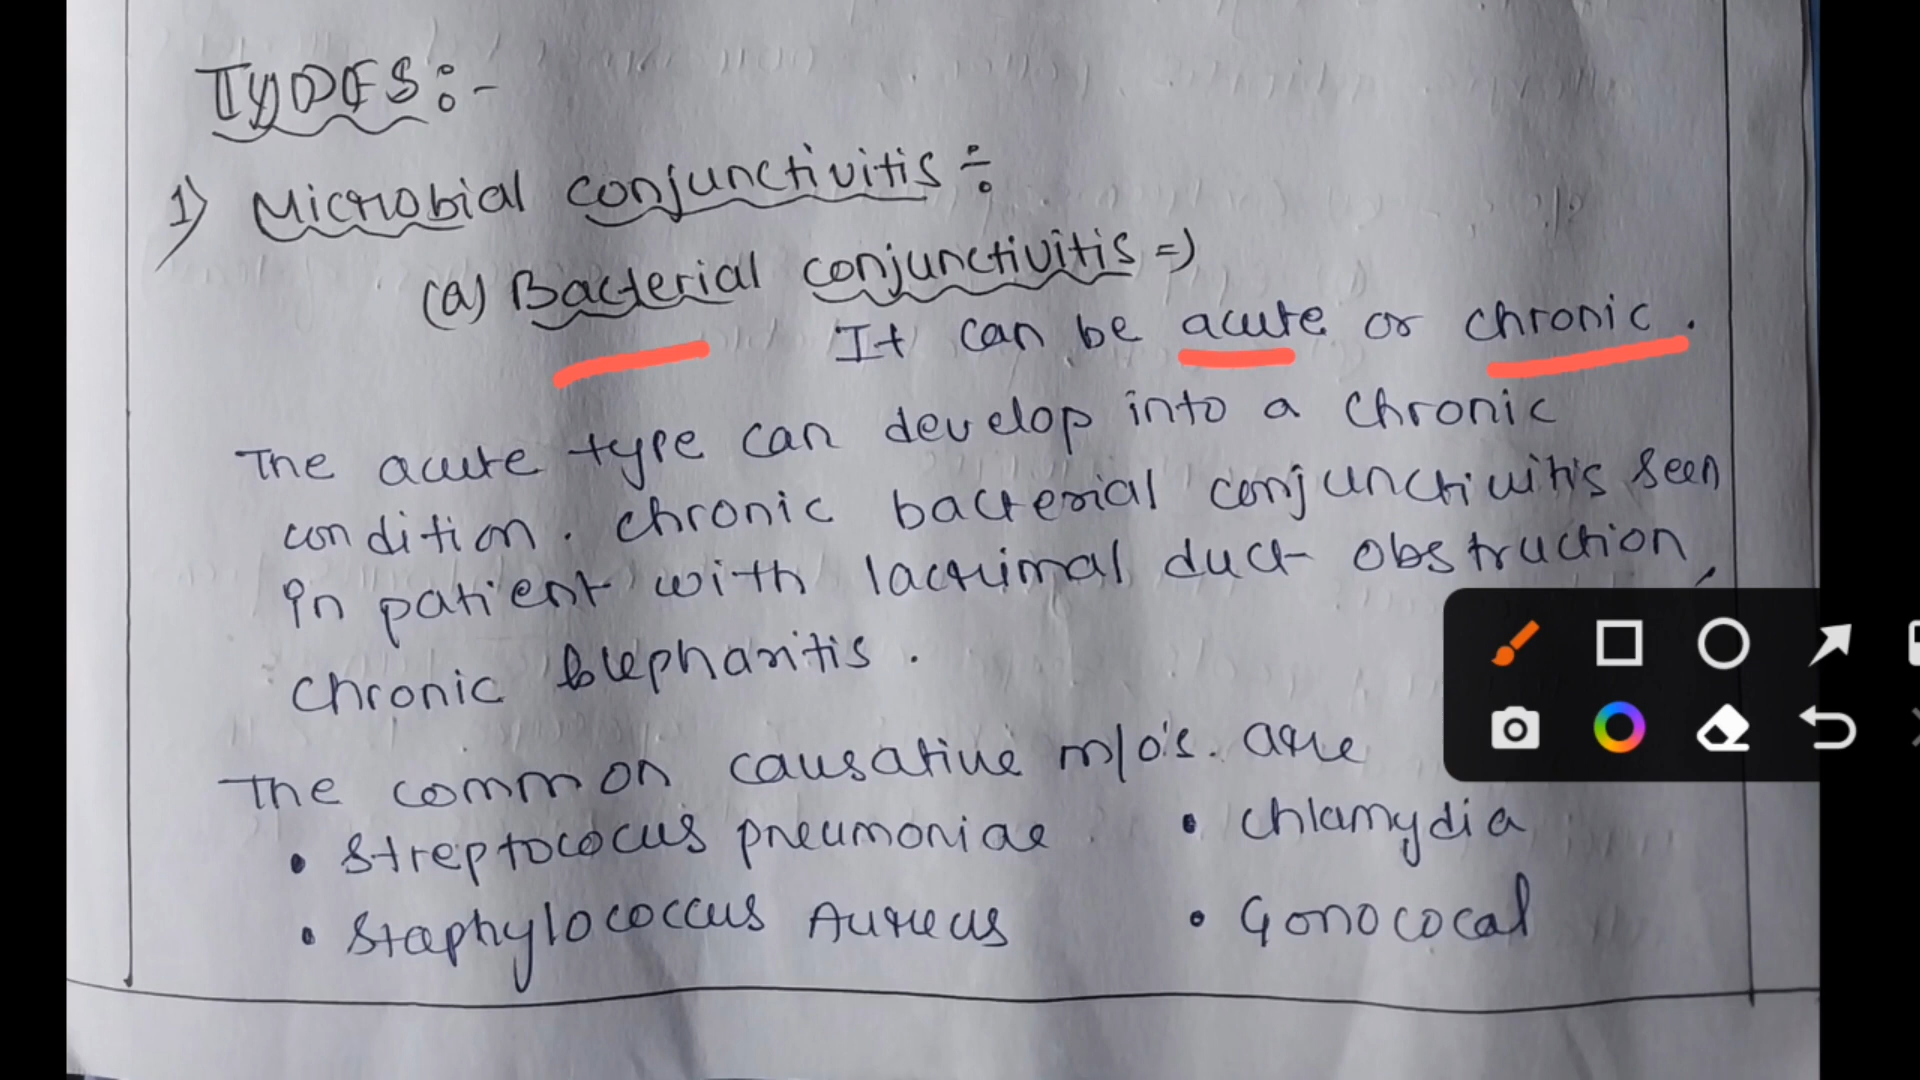 TYPES:-
1) Microbial conjunctivitis ÷
(a) Bacterial conjunctivitis =)
It can be acute or chronic.
The acute type can develop into a chronic
condition. chronic bacterial conjunctivitis seen
in patient with lacrimal duct obstruction,
chronic blepharitis.
The common causative m/o's. are
• Streptococus pneumoniae
• chlamydia
• Staphylococcus Aureus
• Gonococal